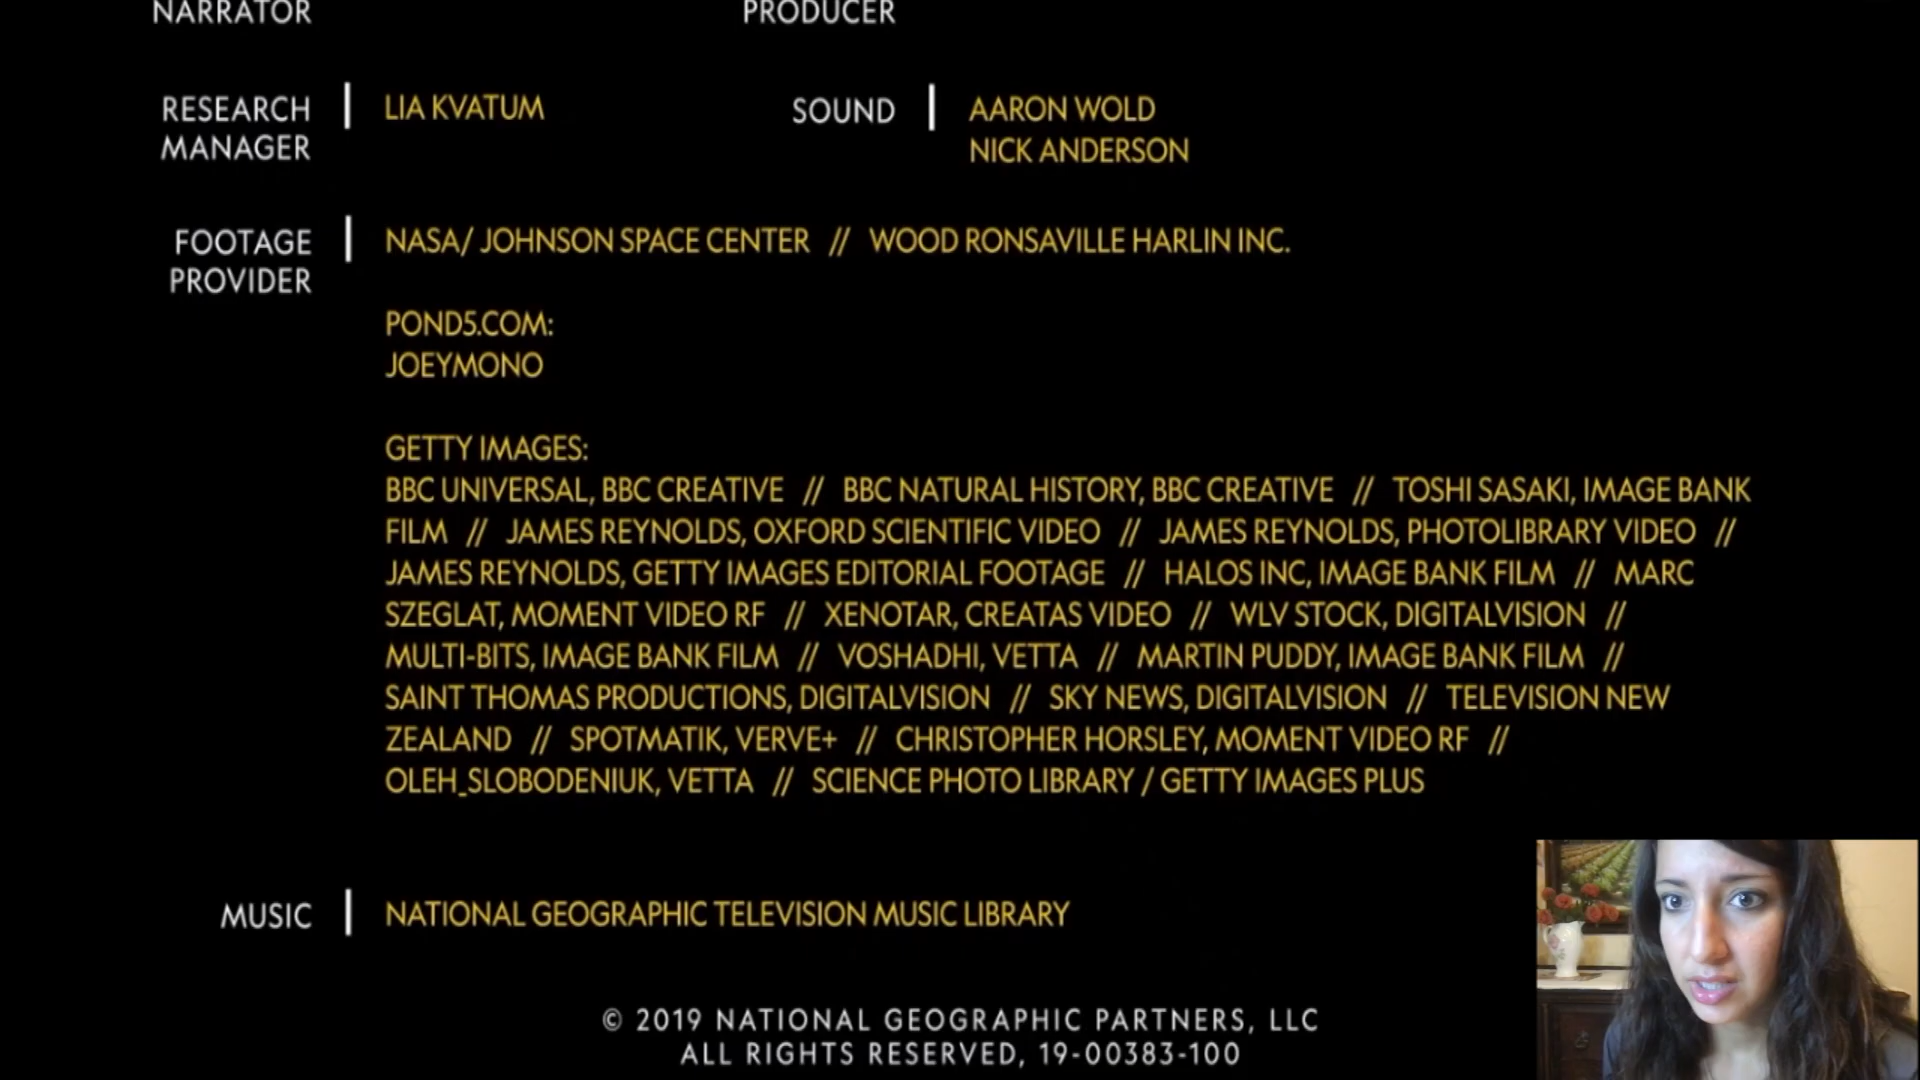 NARRATOR
PRODUCER
RESEARCH
MANAGER
LIA KVATUM
SOUND
AARON WOLD
NICK ANDERSON
FOOTAGE
PROVIDER
NASA/ JOHNSON SPACE CENTER // WOOD RONSAVILLE HARLIN INC.
POND5.COM:
JOEYMONO
GETTY IMAGES:
BBC UNIVERSAL, BBC CREATIVE // BBC NATURAL HISTORY, BBC CREATIVE // TOSHI SASAKI, IMAGE BANK
FILM // JAMES REYNOLDS, OXFORD SCIENTIFIC VIDEO // JAMES REYNOLDS, PHOTOLIBRARY VIDEO //
JAMES REYNOLDS, GETTY IMAGES EDITORIAL FOOTAGE // HALOS INC, IMAGE BANK FILM // MARC
SZEGLAT, MOMENT VIDEO RF // XENOTAR, CREATAS VIDEO // WLV STOCK, DIGITALVISION //
MULTI-BITS, IMAGE BANK FILM // VOSHADHI, VETTA // MARTIN PUDDY, IMAGE BANK FILM //
SAINT THOMAS PRODUCTIONS, DIGITALVISION // SKY NEWS, DIGITALVISION // TELEVISION NEW
ZEALAND // SPOTMATIK, VERVE+ // CHRISTOPHER HORSLEY, MOMENT VIDEO RF //
OLEH_SLOBODENIUK, VETTA // SCIENCE PHOTO LIBRARY / GETTY IMAGES PLUS
MUSIC
NATIONAL GEOGRAPHIC TELEVISION MUSIC LIBRARY
© 2019 NATIONAL GEOGRAPHIC PARTNERS, LLC
ALL RIGHTS RESERVED, 19-00383-100